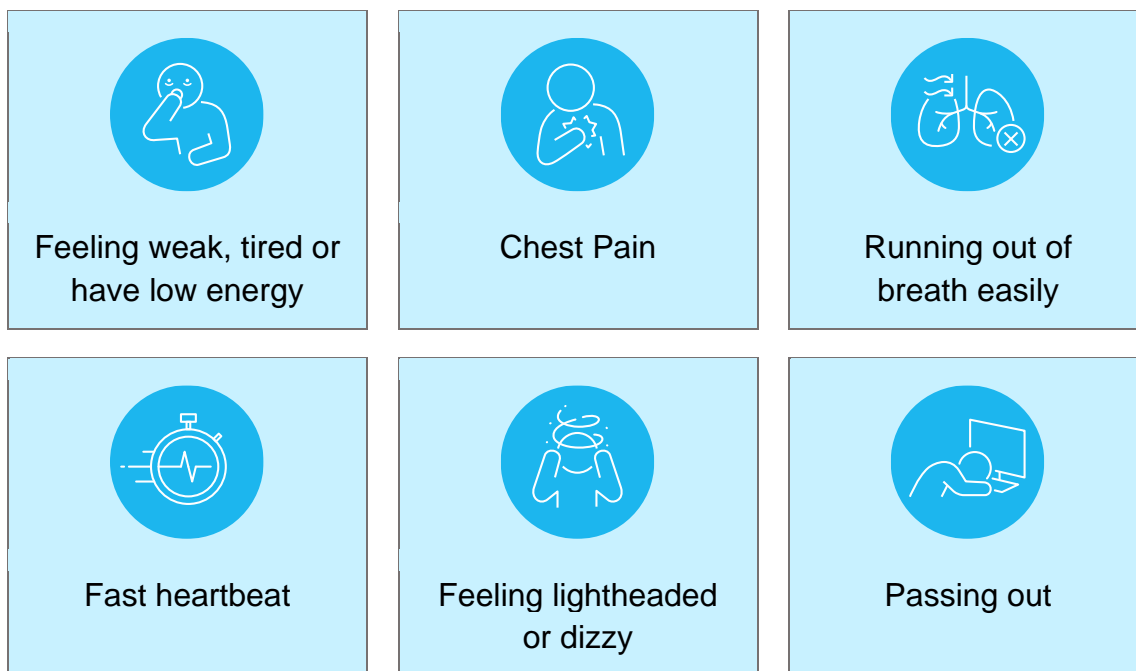 Feeling weak, tired or
have low energy
Chest Pain
Running out of
breath easily
Fast heartbeat
Feeling lightheaded
or dizzy
Passing out